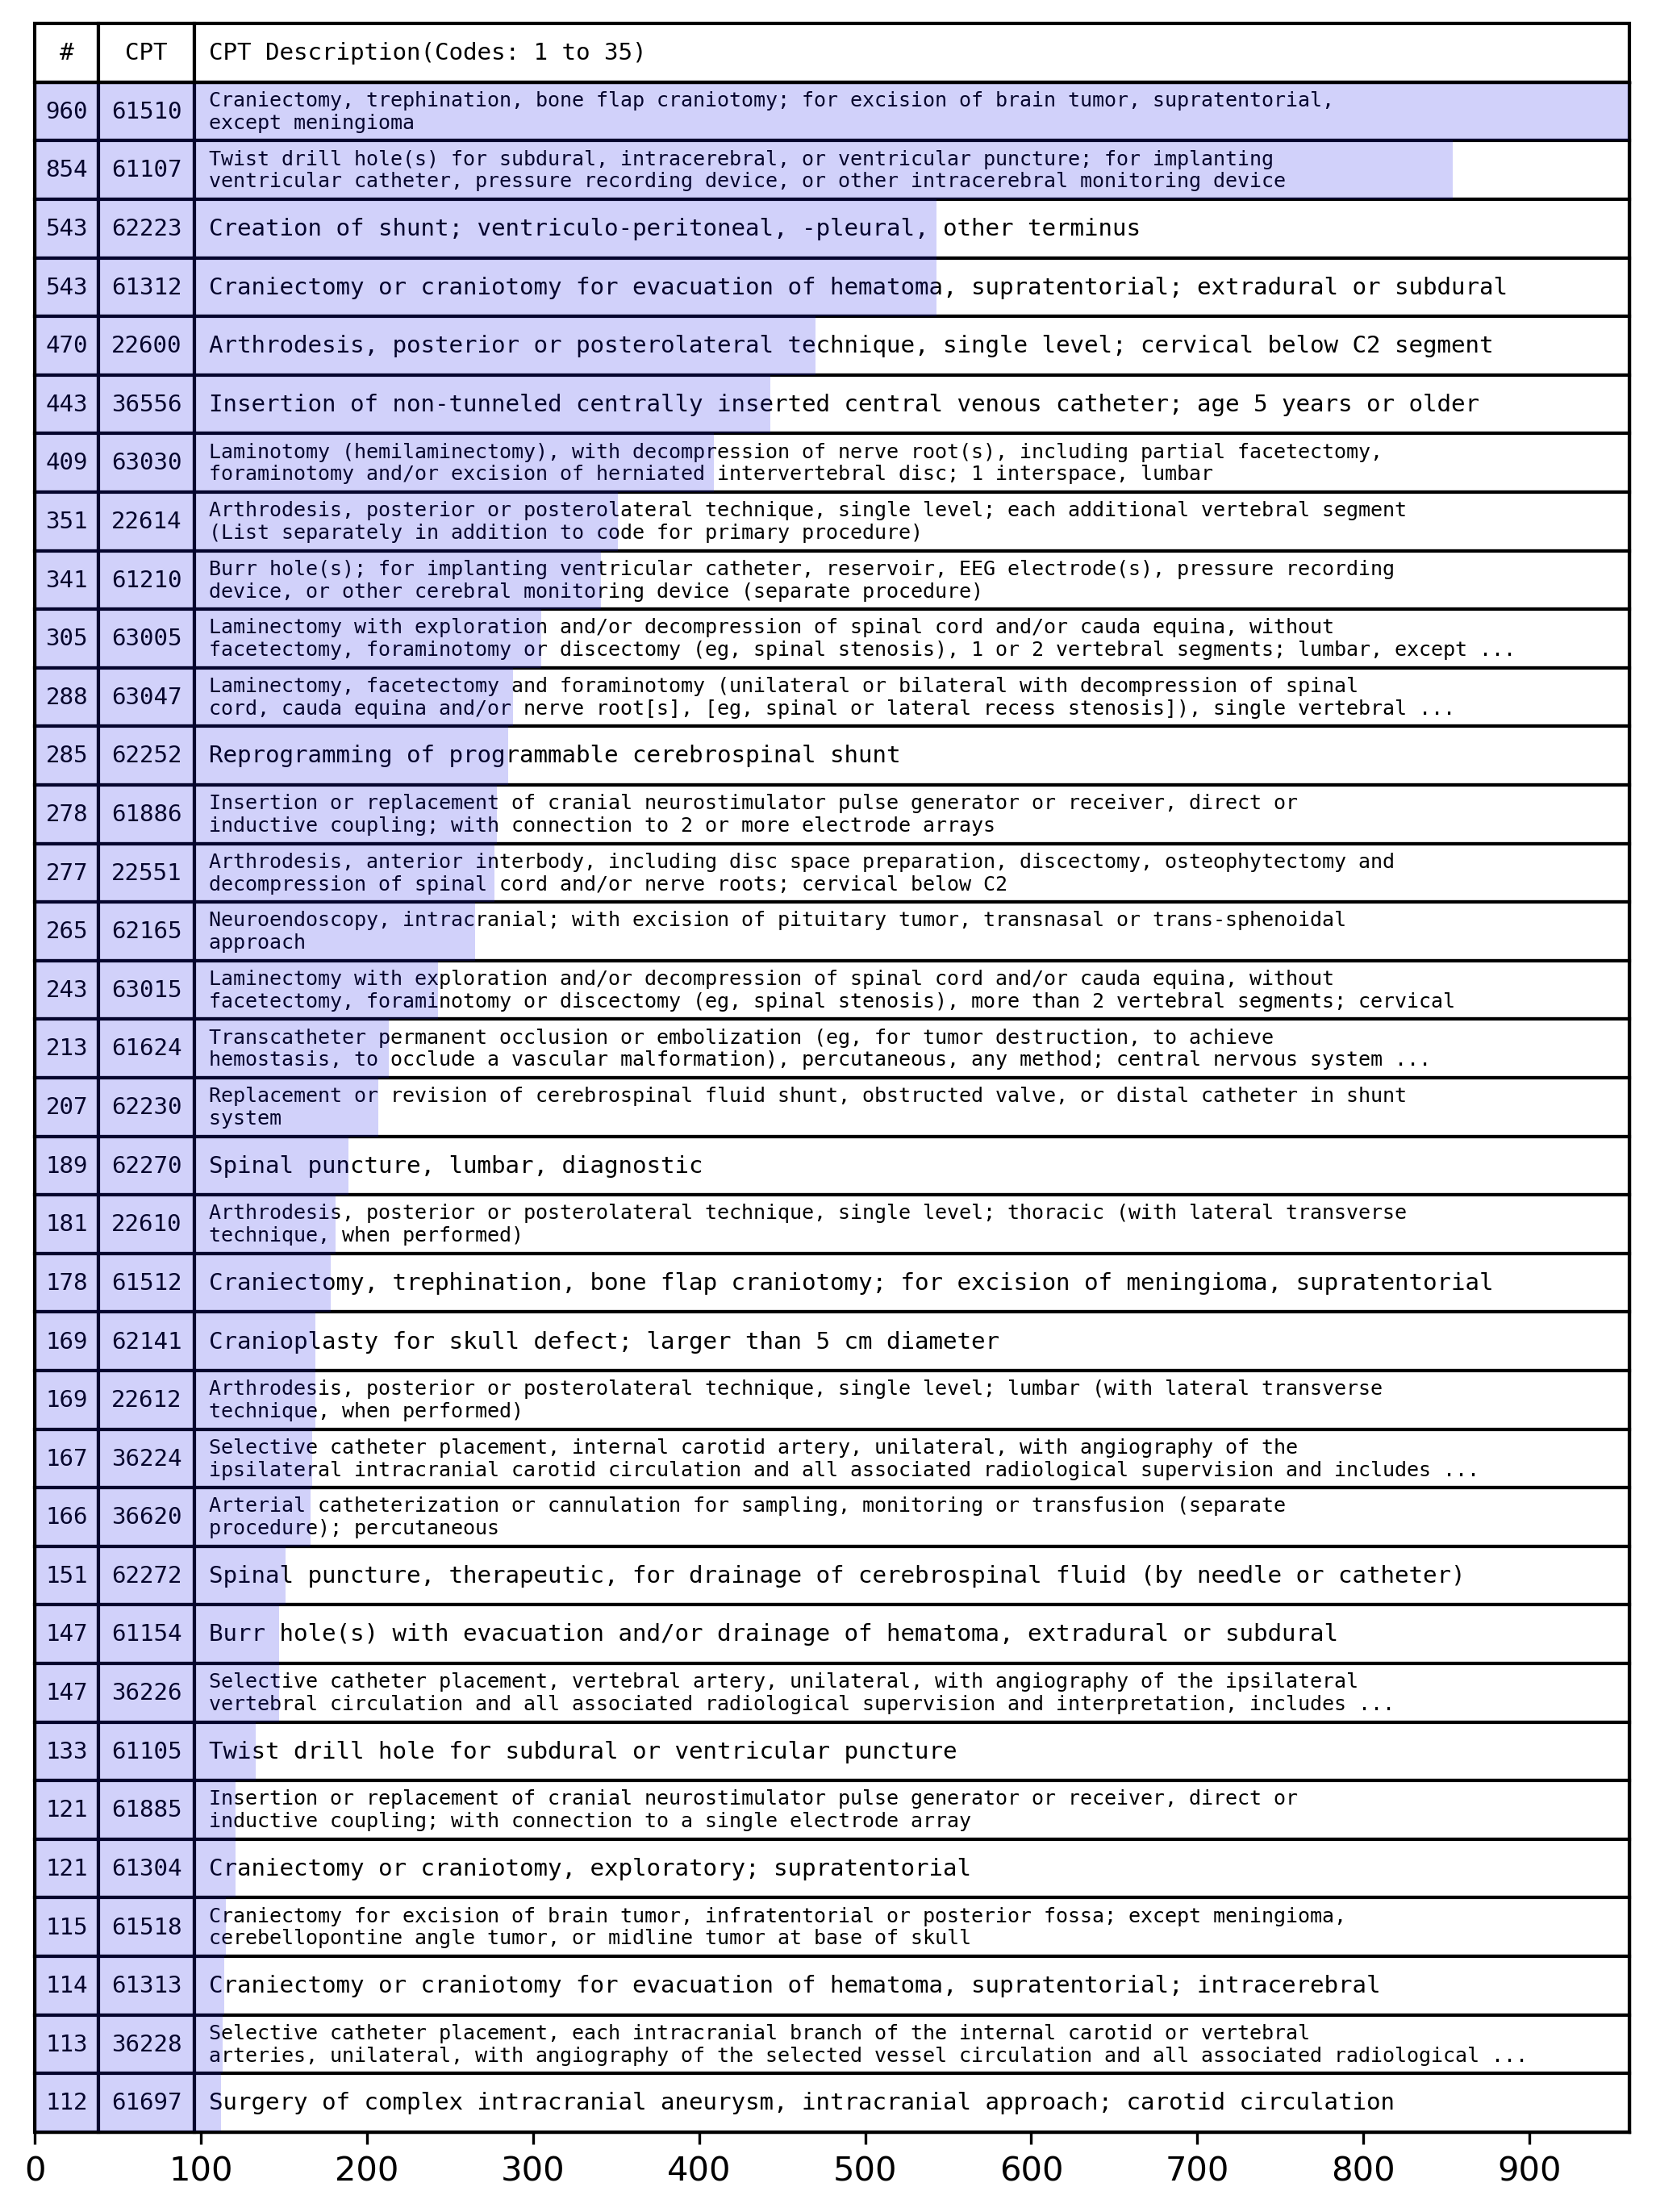 # CPT CPT Description(Codes: 1 to 35)
960 61510 Craniectomy, trephination, bone flap craniotomy; for excision of brain tumor, supratentorial,
except meningioma
854 61107 Twist drill hole(s) for subdural, intracerebral, or ventricular puncture; for implanting
ventricular catheter, pressure recording device, or other intracerebral monitoring device
543 62223 Creation of shunt; ventriculo-peritoneal, -pleural, other terminus
543 61312 Craniectomy or craniotomy for evacuation of hematoma, supratentorial; extradural or subdural
470 22600 Arthrodesis, posterior or posterolateral technique, single level; cervical below C2 segment
443 36556 Insertion of non-tunneled centrally inserted central venous catheter; age 5 years or older
409 63030 Laminotomy (hemilaminectomy), with decompression of nerve root(s), including partial facetectomy,
foraminotomy and/or excision of herniated intervertebral disc; 1 interspace, lumbar
351 22614 Arthrodesis, posterior or posterolateral technique, single level; each additional vertebral segment
(List separately in addition to code for primary procedure)
341 61210 Burr hole(s); for implanting ventricular catheter, reservoir, EEG electrode(s), pressure recording
device, or other cerebral monitoring device (separate procedure)
305 63005 Laminectomy with exploration and/or decompression of spinal cord and/or cauda equina, without
facetectomy, foraminotomy or discectomy (eg, spinal stenosis), 1 or 2 vertebral segments; lumbar, except ...
288 63047 Laminectomy, facetectomy and foraminotomy (unilateral or bilateral with decompression of spinal
cord, cauda equina and/or nerve root[s], [eg, spinal or lateral recess stenosis]), single vertebral ...
285 62252 Reprogramming of programmable cerebrospinal shunt
278 61886 Insertion or replacement of cranial neurostimulator pulse generator or receiver, direct or
inductive coupling; with connection to 2 or more electrode arrays
277 22551 Arthrodesis, anterior interbody, including disc space preparation, discectomy, osteophytectomy and
decompression of spinal cord and/or nerve roots; cervical below C2
265 62165 Neuroendoscopy, intracranial; with excision of pituitary tumor, transnasal or trans-sphenoidal
approach
243 63015 Laminectomy with exploration and/or decompression of spinal cord and/or cauda equina, without
facetectomy, foraminotomy or discectomy (eg, spinal stenosis), more than 2 vertebral segments; cervical
213 61624 Transcatheter permanent occlusion or embolization (eg, for tumor destruction, to achieve
hemostasis, to occlude a vascular malformation), percutaneous, any method; central nervous system ...
207 62230 Replacement or revision of cerebrospinal fluid shunt, obstructed valve, or distal catheter in shunt
system
189 62270 Spinal puncture, lumbar, diagnostic
181 22610 Arthrodesis, posterior or posterolateral technique, single level; thoracic (with lateral transverse
technique, when performed)
178 61512 Craniectomy, trephination, bone flap craniotomy; for excision of meningioma, supratentorial
169 62141 Cranioplasty for skull defect; larger than 5 cm diameter
169 22612 Arthrodesis, posterior or posterolateral technique, single level; lumbar (with lateral transverse
technique, when performed)
167 36224 Selective catheter placement, internal carotid artery, unilateral, with angiography of the
ipsilateral intracranial carotid circulation and all associated radiological supervision and includes ...
166 36620 Arterial catheterization or cannulation for sampling, monitoring or transfusion (separate
procedure); percutaneous
151 62272 Spinal puncture, therapeutic, for drainage of cerebrospinal fluid (by needle or catheter)
147 61154 Burr hole(s) with evacuation and/or drainage of hematoma, extradural or subdural
147 36226 Selective catheter placement, vertebral artery, unilateral, with angiography of the ipsilateral
vertebral circulation and all associated radiological supervision and interpretation, includes ...
133 61105 Twist drill hole for subdural or ventricular puncture
121 61885 Insertion or replacement of cranial neurostimulator pulse generator or receiver, direct or
inductive coupling; with connection to a single electrode array
121 61304 Craniectomy or craniotomy, exploratory; supratentorial
115 61518 Craniectomy for excision of brain tumor, infratentorial or posterior fossa; except meningioma,
cerebellopontine angle tumor, or midline tumor at base of skull
114 61313 Craniectomy or craniotomy for evacuation of hematoma, supratentorial; intracerebral
113 36228 Selective catheter placement, each intracranial branch of the internal carotid or vertebral
arteries, unilateral, with angiography of the selected vessel circulation and all associated radiological ...
112 61697 Surgery of complex intracranial aneurysm, intracranial approach; carotid circulation
0 100 200 300 400 500 600 700 800 900